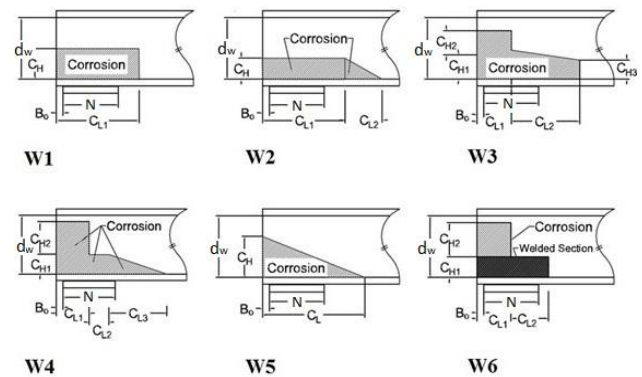 dw
CH
Corrosion
Bo
N
CL1
W1
dw
CH
Corrosion
Bo
N
CL1
CL2
W2
dw
CH2
CH1
Corrosion
CH3
Bo
N
CL1
CL2
W3
dw
CH2
CH1
Corrosion
Bo
N
CL1
CL2
CL3
W4
dw
CH
Corrosion
Bo
N
CL
W5
dw
CH2
CH1
Corrosion
Welded Section
Bo
N
CL1
CL2
W6